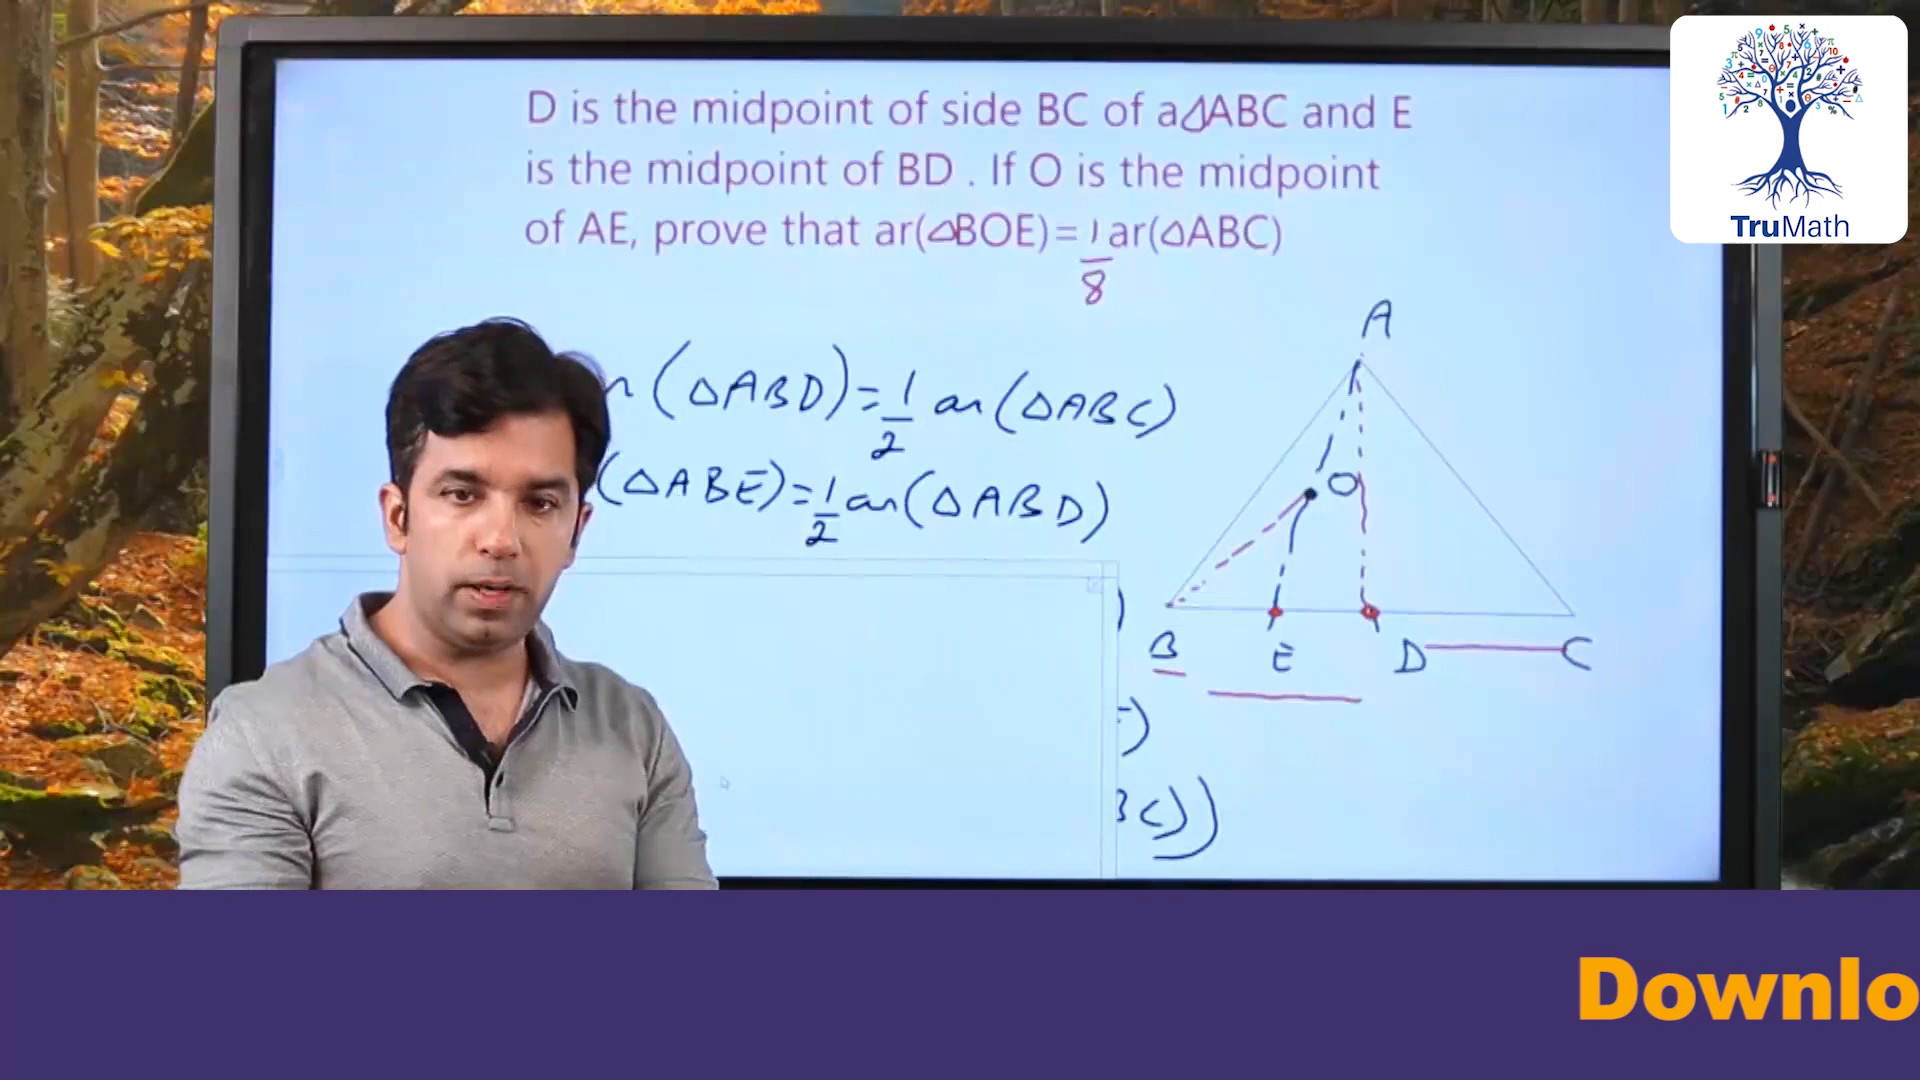 D is the midpoint of side BC of a△ABC and E
is the midpoint of BD . If O is the midpoint
of AE, prove that ar(△BOE)=1/8 ar(△ABC)
(△ABD)=1/2 ar(△ABC)
(△ABE)=1/2 ar(△ABD)
)
)
BC))
A
O
B E D C
TruMath
Downlo